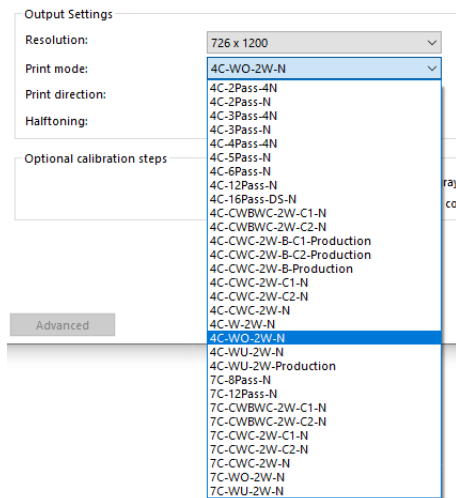 Output Settings
Resolution: 726 x 1200
Print mode: 4C-WO-2W-N
Print direction:
Halftoning:
4C-2Pass-4N
4C-2Pass-N
4C-3Pass-4N
4C-3Pass-N
4C-4Pass-4N
4C-5Pass-N
4C-6Pass-N
4C-12Pass-N
4C-16Pass-DS-N
4C-CWBWC-2W-C1-N
4C-CWBWC-2W-C2-N
4C-CWC-2W-B-C1-Production
4C-CWC-2W-B-C2-Production
4C-CWC-2W-B-Production
4C-CWC-2W-C1-N
4C-CWC-2W-C2-N
4C-CWC-2W-N
4C-W-2W-N
4C-WO-2W-N
4C-WU-2W-N
4C-WU-2W-Production
7C-8Pass-N
7C-12Pass-N
7C-CWBWC-2W-C1-N
7C-CWBWC-2W-C2-N
7C-CWC-2W-C1-N
7C-CWC-2W-C2-N
7C-CWC-2W-N
7C-WO-2W-N
7C-WU-2W-N
Optional calibration steps
Advanced